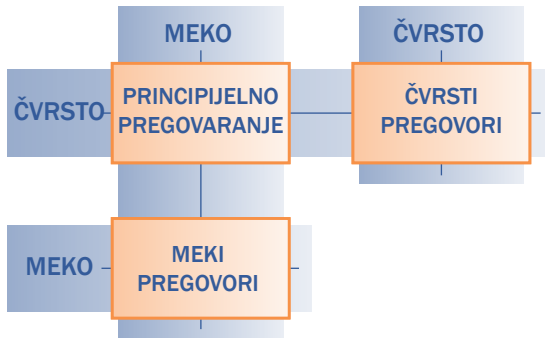 MEKO
ČVRSTO
ČVRSTO
PRINCIPIJELNO
PREGOVARANJE
ČVRSTI
PREGOVORI
MEKO
MEKI
PREGOVORI